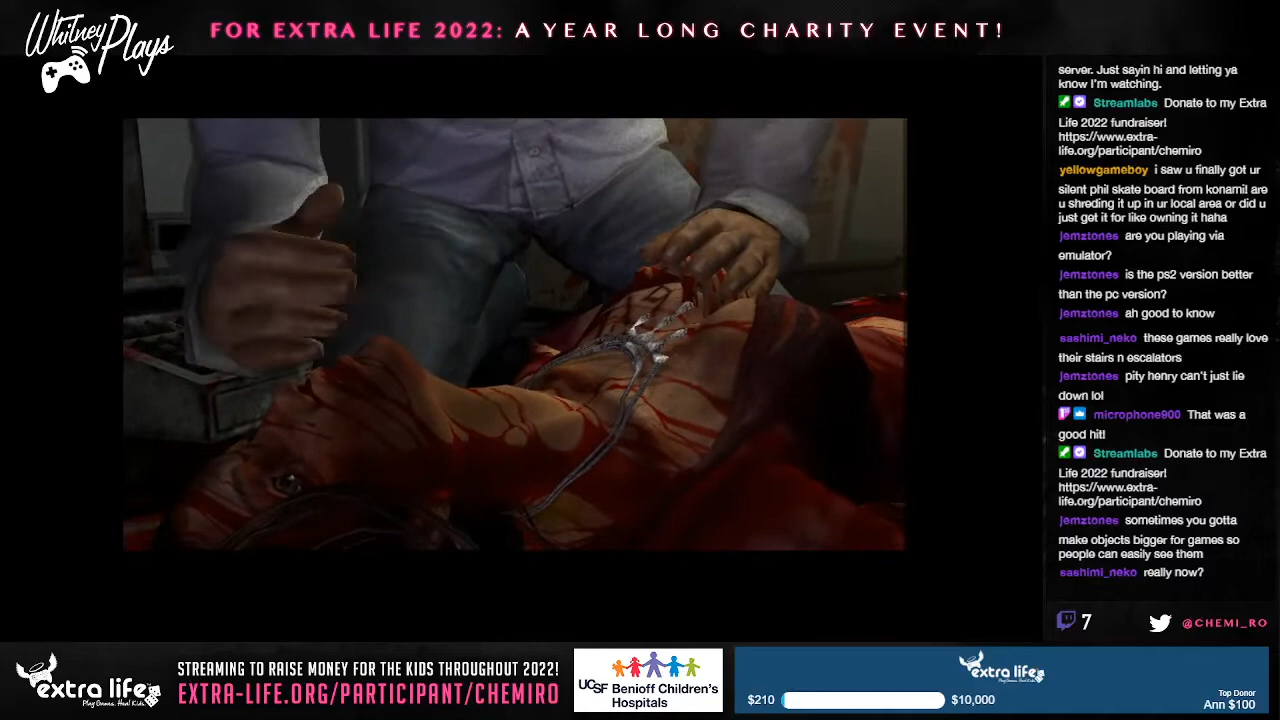 Whitney Plays
FOR EXTRA LIFE 2022: A YEAR LONG CHARITY EVENT!
server. Just sayin hi and letting ya
know I'm watching.
Streamlabs Donate to my Extra
Life 2022 fundraiser!
https://www.extra-
life.org/participant/chemiro
yellowgameboy i saw u finally got ur
silent phil skate board from konamil are
u shreding it up in ur local area or did u
just get it for like owning it haha
jemztones are you playing via
emulator?
jemztones is the ps2 version better
than the pc version?
jemztones ah good to know
sashimi_neko these games really love
their stairs n escalators
jemztones pity henry can't just lie
down lol
microphone900 That was a
good hit!
Streamlabs Donate to my Extra
Life 2022 fundraiser!
https://www.extra-
life.org/participant/chemiro
jemztones sometimes you gotta
make objects bigger for games so
people can easily see them
sashimi_neko really now?
7 @CHEMI_RO
extra life
Play Games. Heal Kids.
STREAMING TO RAISE MONEY FOR THE KIDS THROUGHOUT 2022!
EXTRA-LIFE.ORG/PARTICIPANT/CHEMIRO
UCSF Benioff Children's
Hospitals
extra life
Play Games. Heal Kids.
$210 $10,000
Top Donor
Ann $100